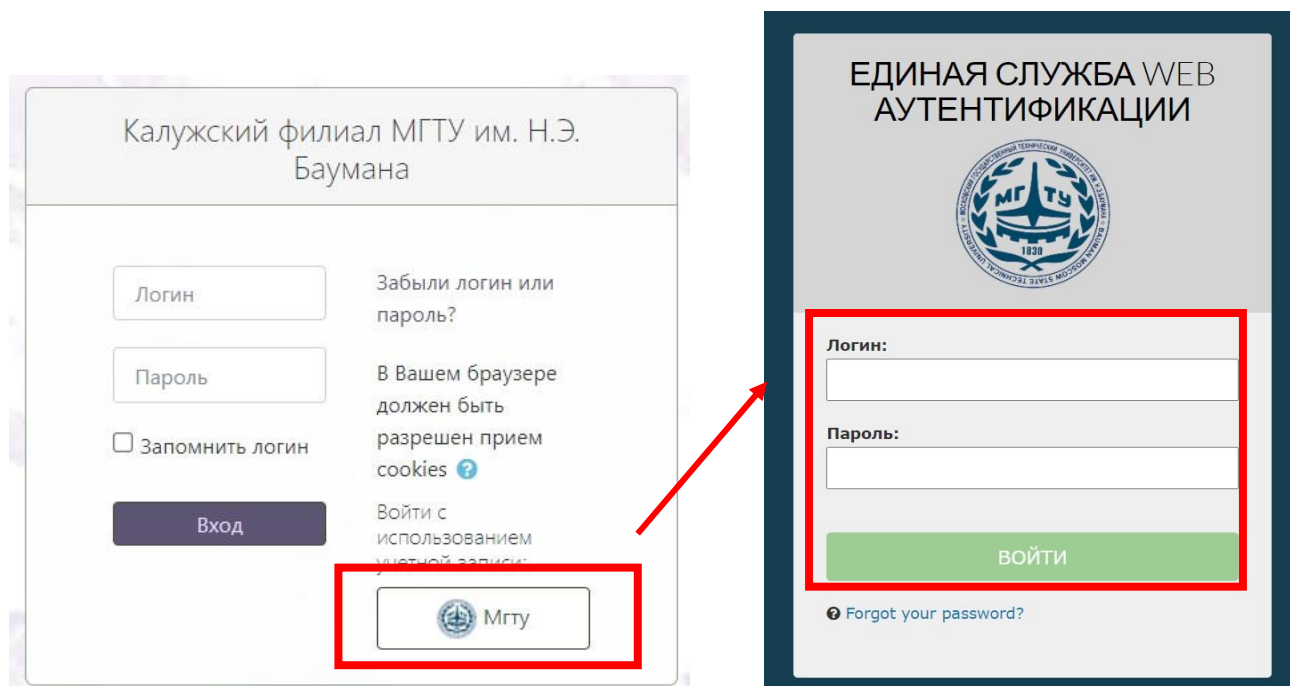 Калужский филиал МГТУ им. Н.Э.
Баумана
Логин
Пароль
Запомнить логин
Вход
Забыли логин или
пароль?
В Вашем браузере
должен быть
разрешен прием
cookies
Войти с
использованием
учетной записи:
Мгту
ЕДИНАЯ СЛУЖБА WEB
АУТЕНТИФИКАЦИИ
МГТУ
1830
Логин:
Пароль:
ВОЙТИ
Forgot your password?